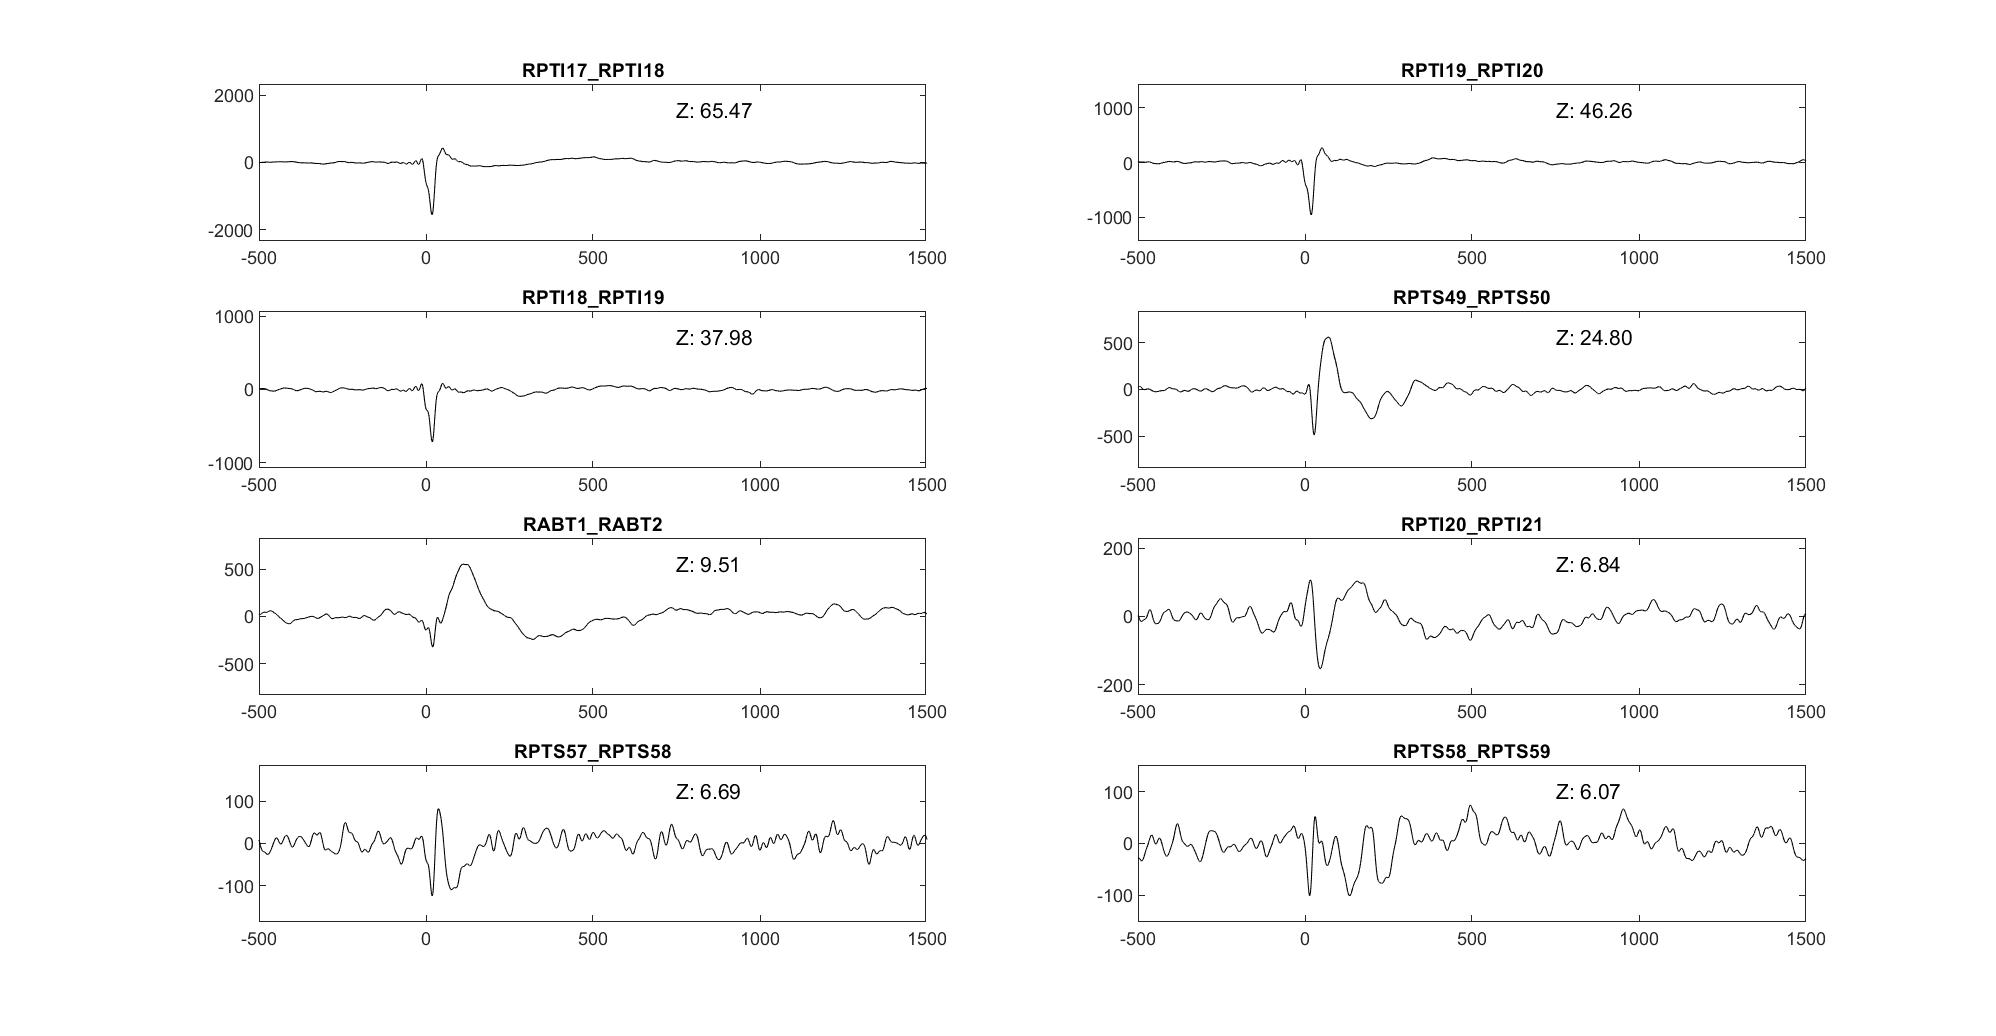 RPTI17_RPTI18
Z: 65.47
2000
0
-2000
-500 0 500 1000 1500
RPTI19_RPTI20
Z: 46.26
1000
0
-1000
-500 0 500 1000 1500
RPTI18_RPTI19
Z: 37.98
1000
0
-1000
-500 0 500 1000 1500
RPTS49_RPTS50
Z: 24.80
500
0
-500
-500 0 500 1000 1500
RABT1_RABT2
Z: 9.51
500
0
-500
-500 0 500 1000 1500
RPTI20_RPTI21
Z: 6.84
200
0
-200
-500 0 500 1000 1500
RPTS57_RPTS58
Z: 6.69
100
0
-100
-500 0 500 1000 1500
RPTS58_RPTS59
Z: 6.07
100
0
-100
-500 0 500 1000 1500